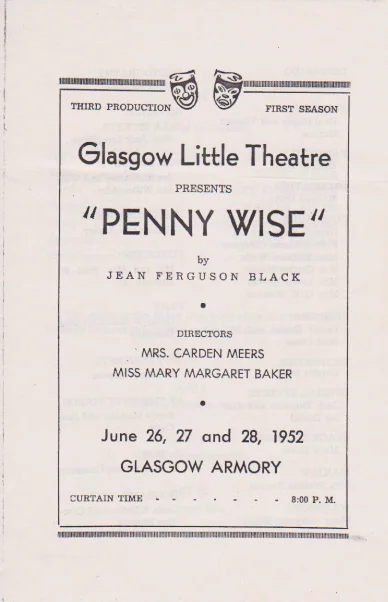 THIRD PRODUCTION FIRST SEASON
Glasgow Little Theatre
PRESENTS
"PENNY WISE"
by
JEAN FERGUSON BLACK
DIRECTORS
MRS. CARDEN MEERS
MISS MARY MARGARET BAKER
June 26, 27 and 28, 1952
GLASGOW ARMORY
CURTAIN TIME - - - - - - - 8:00 P. M.